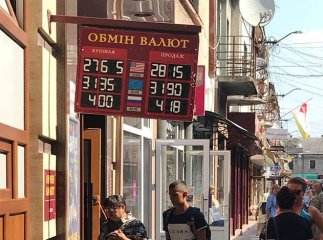 ОБМІН ВАЛЮТ
КУПІВЛЯ ПРОДАЖ
27.65 28.15
31.35 31.90
4.00 4.18